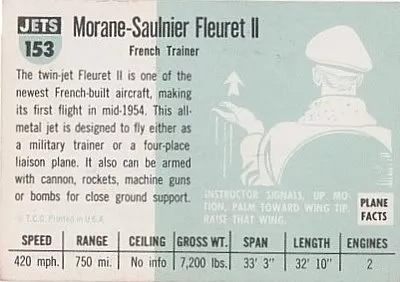 JETS
153
Morane-Saulnier Fleuret II
French Trainer
The twin-jet Fleuret II is one of the
newest French-built aircraft, making
its first flight in mid-1954. This all-
metal jet is designed to fly either as
a military trainer or a four-place
liaison plane. It also can be armed
with cannon, rockets, machine guns
or bombs for close ground support.
© T.C.G. Printed in U.S.A.
INSTRUCTOR SIGNALS, UP MO-
TION, PALM TOWARD WING TIP.
RAISE THAT WING.
PLANE
FACTS
SPEED RANGE CEILING GROSS WT. SPAN LENGTH ENGINES
420 mph. 750 mi. No info 7,200 lbs. 33' 3" 32' 10" 2